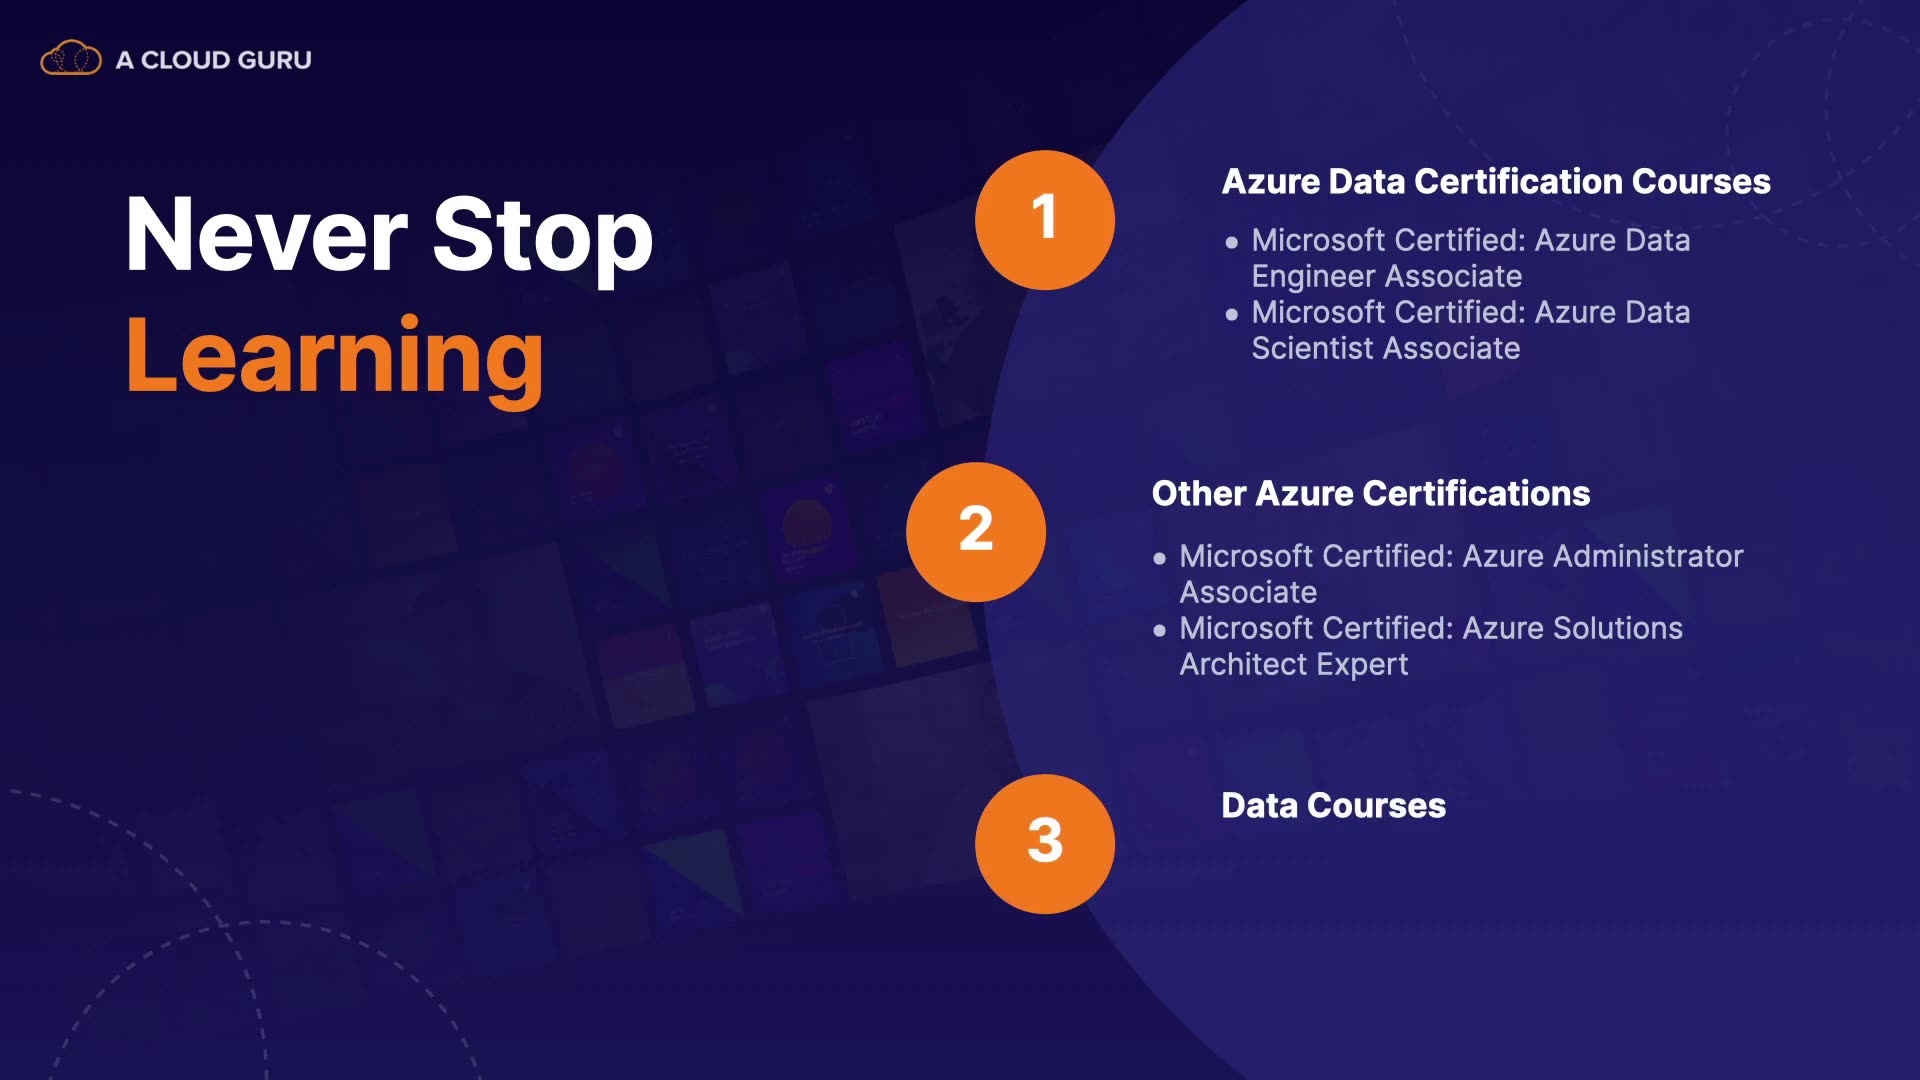 A CLOUD GURU
Never Stop
Learning
1
Azure Data Certification Courses
• Microsoft Certified: Azure Data
Engineer Associate
• Microsoft Certified: Azure Data
Scientist Associate
2
Other Azure Certifications
• Microsoft Certified: Azure Administrator
Associate
• Microsoft Certified: Azure Solutions
Architect Expert
3
Data Courses